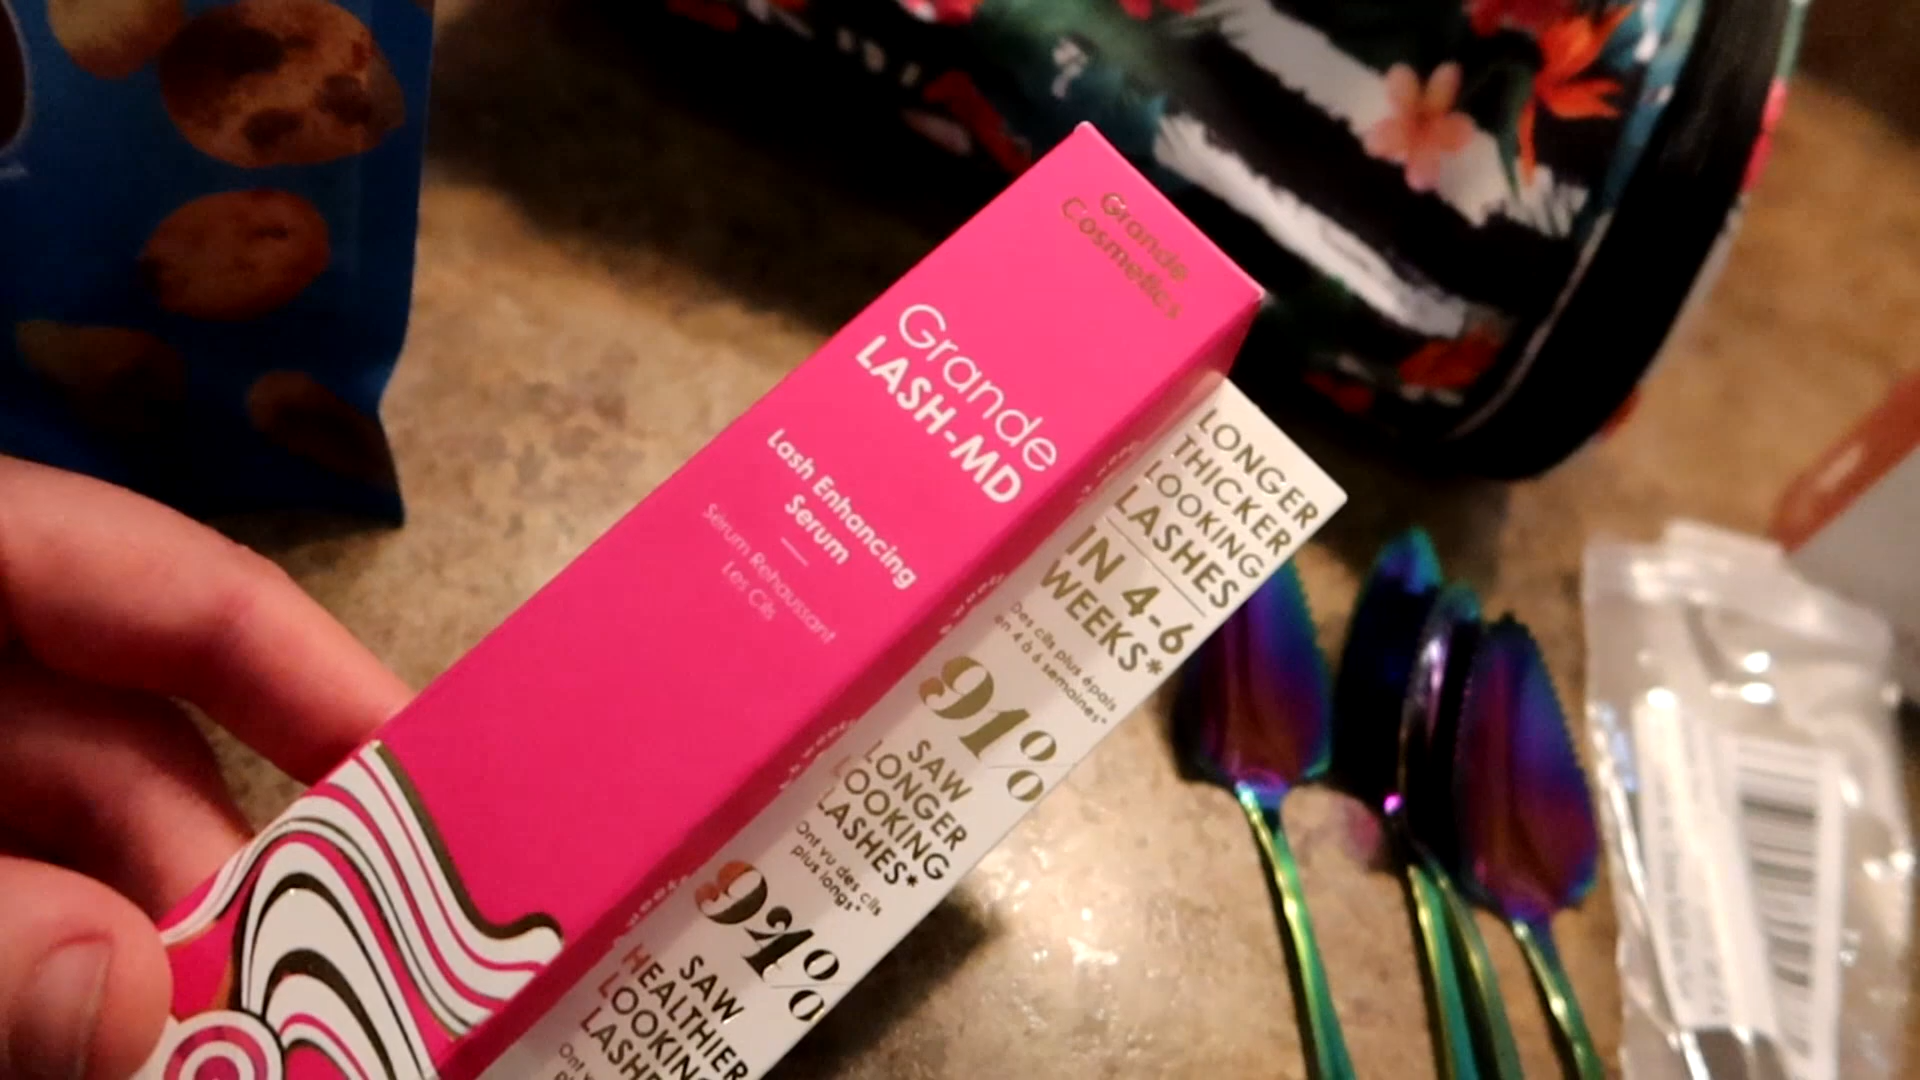 Grande
Cosmetics
Grande
LASH-MD
Lash Enhancing
Serum
Sérum Rehaussant
Les Cils
LONGER
THICKER
LOOKING
LASHES
IN 4-6
WEEKS*
Des cils plus épais
en 4 à 6 semaines*
91%
SAW
LONGER
LOOKING
LASHES*
Ont vu des cils
plus longs*
94%
SAW
HEALTHIER
LOOKING